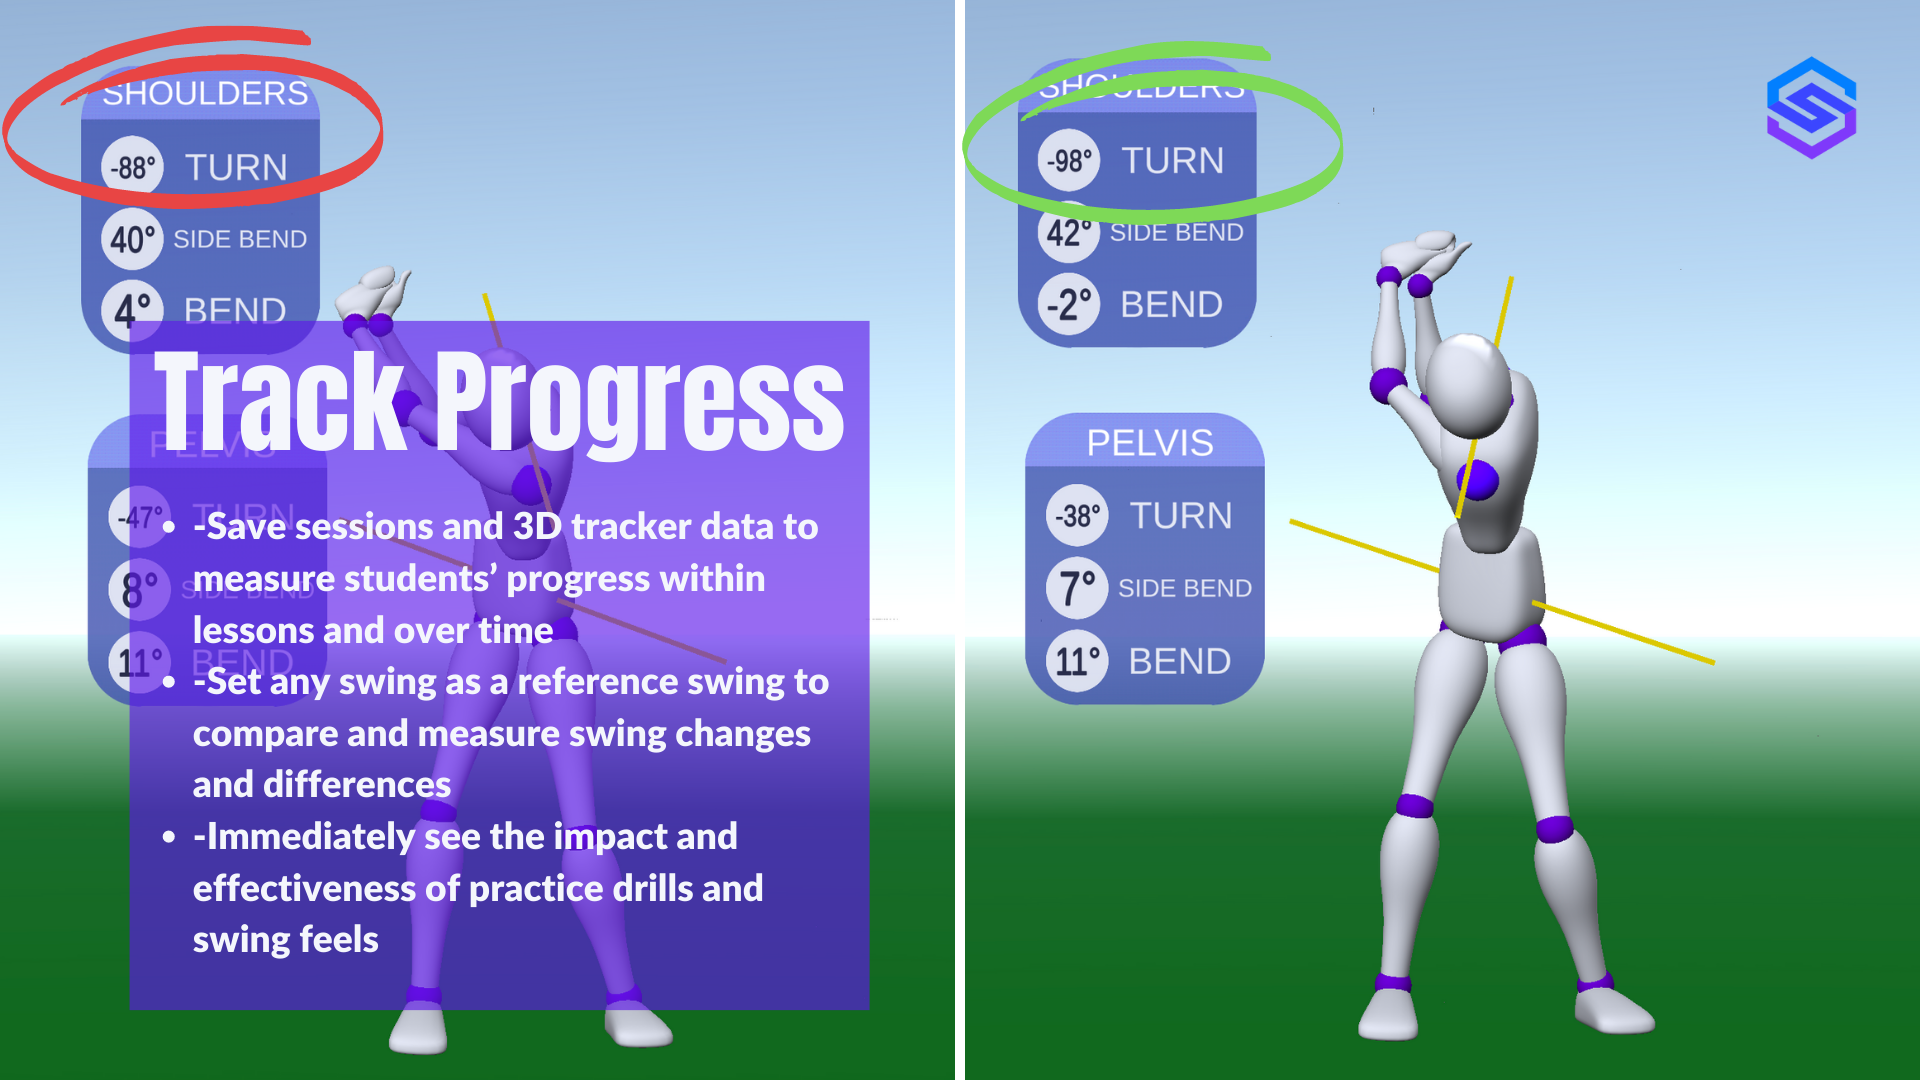 SHOULDERS
-88° TURN
40° SIDE BEND
4° BEND
PELVIS
-47° TURN
8° SIDE BEND
11° BEND
Track Progress
• -Save sessions and 3D tracker data to
measure students’ progress within
lessons and over time
• -Set any swing as a reference swing to
compare and measure swing changes
and differences
• -Immediately see the impact and
effectiveness of practice drills and
swing feels
SHOULDERS
-98° TURN
42° SIDE BEND
-2° BEND
PELVIS
-38° TURN
7° SIDE BEND
11° BEND